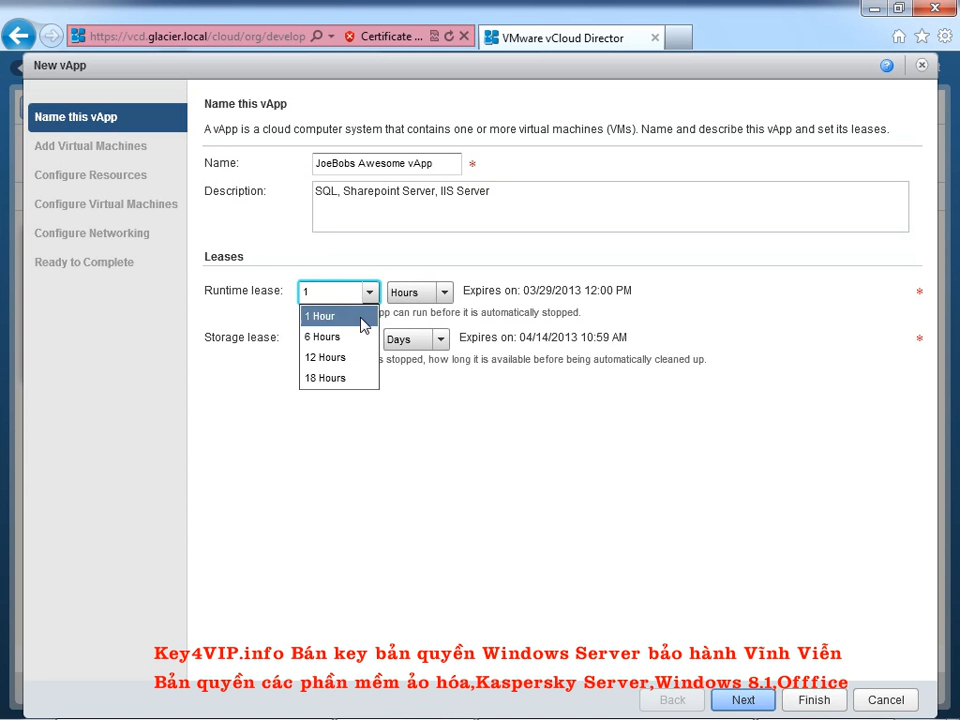 https://vcd.glacier.local/cloud/org/develop
Certificate ...
VMware vCloud Director
New vApp
Name this vApp
Add Virtual Machines
Configure Resources
Configure Virtual Machines
Configure Networking
Ready to Complete
Name this vApp
A vApp is a cloud computer system that contains one or more virtual machines (VMs). Name and describe this vApp and set its leases.
Name: JoeBobs Awesome vApp *
Description: SQL, Sharepoint Server, IIS Server
Leases
Runtime lease: 1 Hours Expires on: 03/29/2013 12:00 PM *
1 Hour
pp can run before it is automatically stopped.
6 Hours
Storage lease: Days Expires on: 04/14/2013 10:59 AM *
12 Hours
s stopped, how long it is available before being automatically cleaned up.
18 Hours
Key4VIP.info Bán key bản quyền Windows Server bảo hành Vĩnh Viễn
Bản quyền các phần mềm ảo hóa,Kaspersky Server,Windows 8.1,Offfice
Back Next Finish Cancel